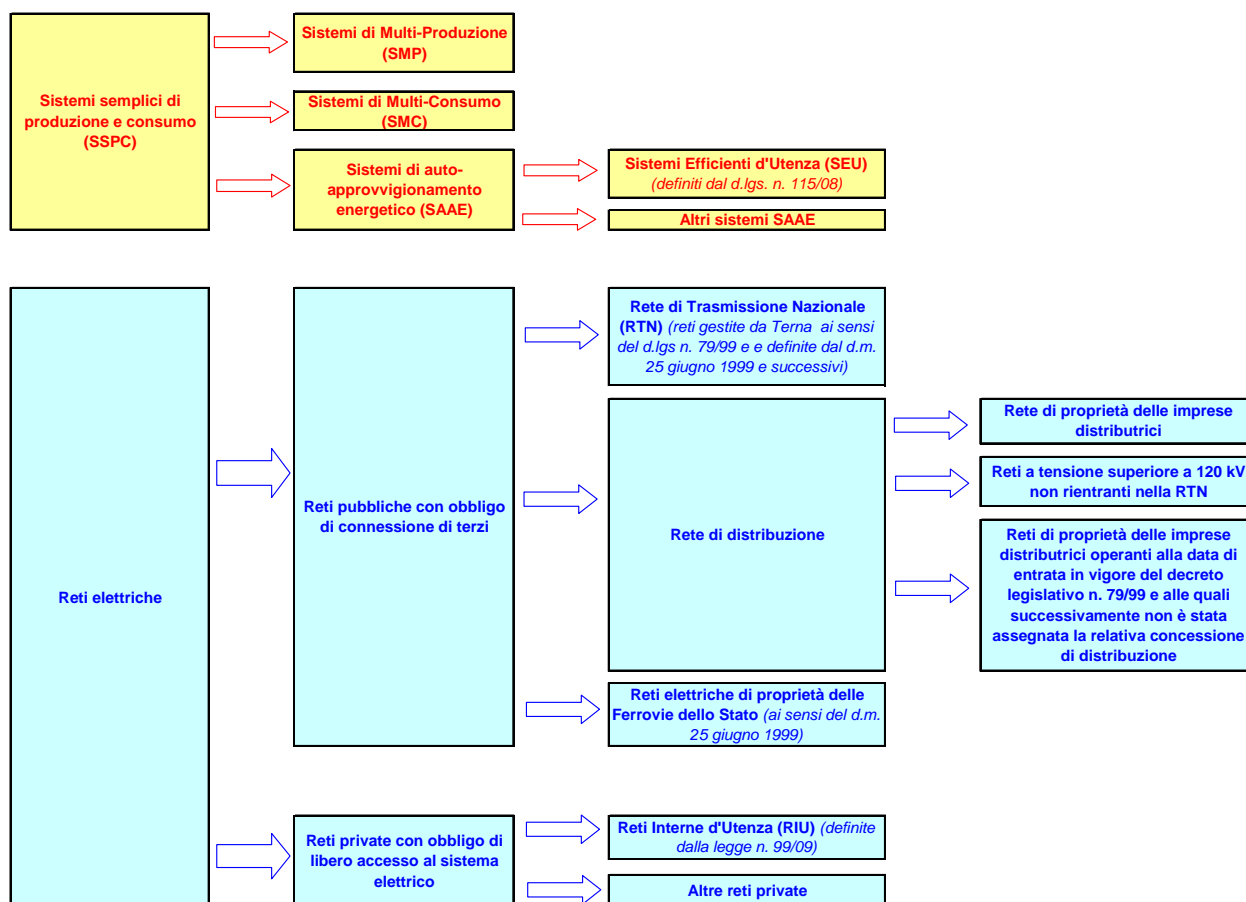 Sistemi semplici di
produzione e consumo
(SSPC)
Sistemi di Multi-Produzione
(SMP)
Sistemi di Multi-Consumo
(SMC)
Sistemi di auto-
approvvigionamento
energetico (SAAE)
Sistemi Efficienti d'Utenza (SEU)
(definiti dal d.lgs. n. 115/08)
Altri sistemi SAAE
Reti elettriche
Reti pubbliche con obbligo
di connessione di terzi
Rete di Trasmissione Nazionale
(RTN) (reti gestite da Terna ai sensi
del d.lgs n. 79/99 e e definite dal d.m.
25 giugno 1999 e successivi)
Rete di distribuzione
Rete di proprietà delle imprese
distributrici
Reti a tensione superiore a 120 kV
non rientranti nella RTN
Reti di proprietà delle imprese
distributrici operanti alla data di
entrata in vigore del decreto
legislativo n. 79/99 e alle quali
successivamente non è stata
assegnata la relativa concessione
di distribuzione
Reti elettriche di proprietà delle
Ferrovie dello Stato (ai sensi del d.m.
25 giugno 1999)
Reti private con obbligo di
libero accesso al sistema
elettrico
Reti Interne d'Utenza (RIU) (definite
dalla legge n. 99/09)
Altre reti private